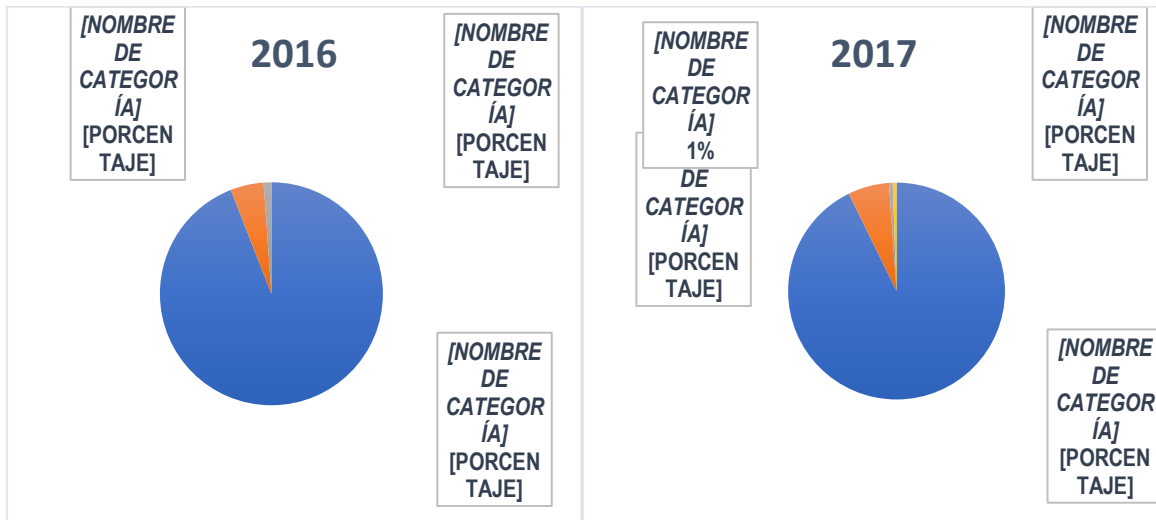 2016
[NOMBRE
DE
CATEGOR
ÍA]
[PORCEN
TAJE]
[NOMBRE
DE
CATEGOR
ÍA]
[PORCEN
TAJE]
[NOMBRE
DE
CATEGOR
ÍA]
[PORCEN
TAJE]
2017
[NOMBRE
DE
CATEGOR
ÍA]
1%
DE
CATEGOR
ÍA]
[PORCEN
TAJE]
[NOMBRE
DE
CATEGOR
ÍA]
[PORCEN
TAJE]
[NOMBRE
DE
CATEGOR
ÍA]
[PORCEN
TAJE]